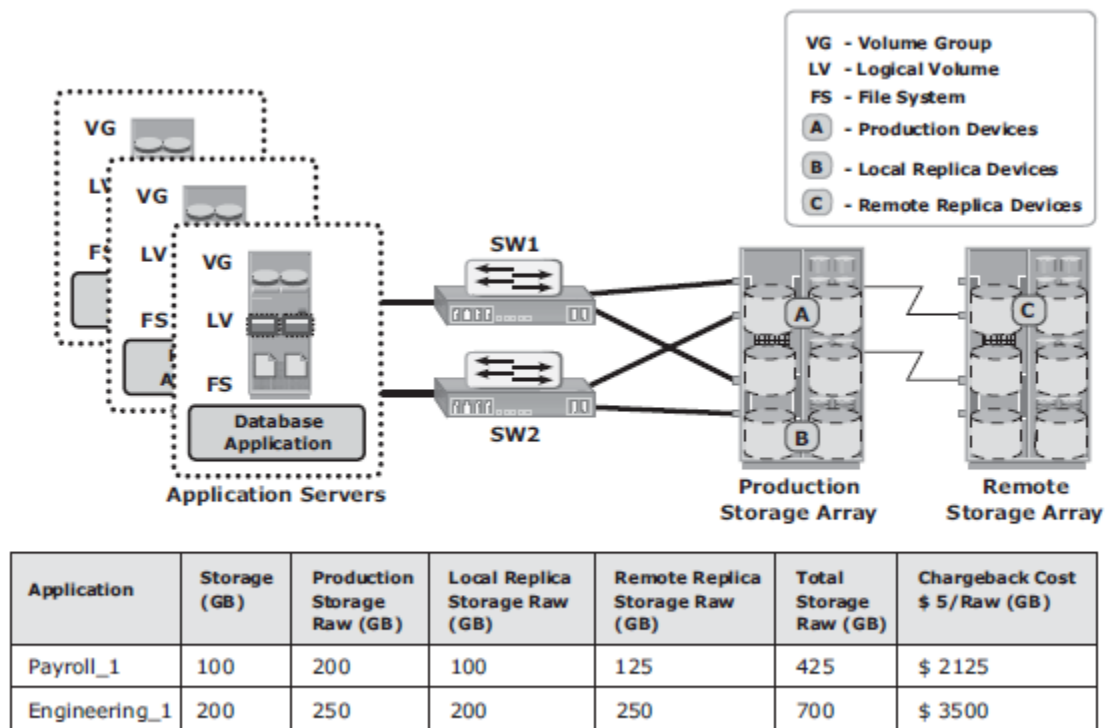 VG - Volume Group
LV - Logical Volume
FS - File System
A - Production Devices
B - Local Replica Devices
C - Remote Replica Devices
VG
LV
FS
VG
LV
FS
A
VG
LV
FS
Database
Application
Application Servers
SW1
SW2
A
B
C
Production
Storage Array
Remote
Storage Array
Application Storage (GB) Production Storage Raw (GB) Local Replica Storage Raw (GB) Remote Replica Storage Raw (GB) Total Storage Raw (GB) Chargeback Cost $ 5/Raw (GB)
Payroll_1 100 200 100 125 425 $ 2125
Engineering_1 200 250 200 250 700 $ 3500